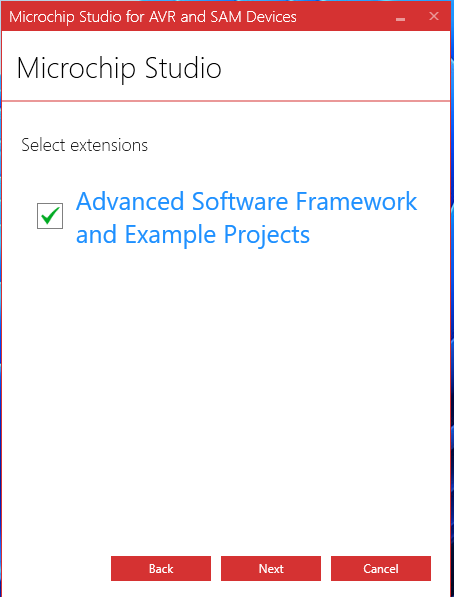 Microchip Studio for AVR and SAM Devices
Microchip Studio
Select extensions
Advanced Software Framework
and Example Projects
Back
Next
Cancel